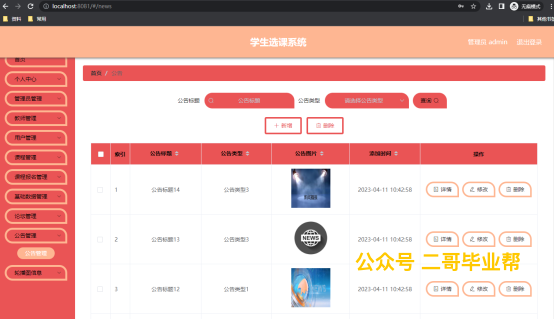 localhost:8081/#/news
无痕模式
资料 常用
其他书签
学生选课系统
管理员 admin 退出登录
首页
个人中心
管理员管理
教师管理
用户管理
课程管理
课程报名管理
基础数据管理
论坛管理
公告管理
公告管理
轮播图信息
首页 / 公告
公告标题 公告标题 公告类型 请选择公告类型 查询
+ 新增 删除
索引 公告标题 公告类型 公告图片 添加时间 操作
1 公告标题14 公告类型3 2023-04-11 10:42:58 详情 修改 删除
2 公告标题13 公告类型3 NEWS 2023-04-11 10:42:58 详情 修改 删除
公众号 二哥毕业帮
3 公告标题12 公告类型1 2023-04-11 10:42:58 详情 修改 删除